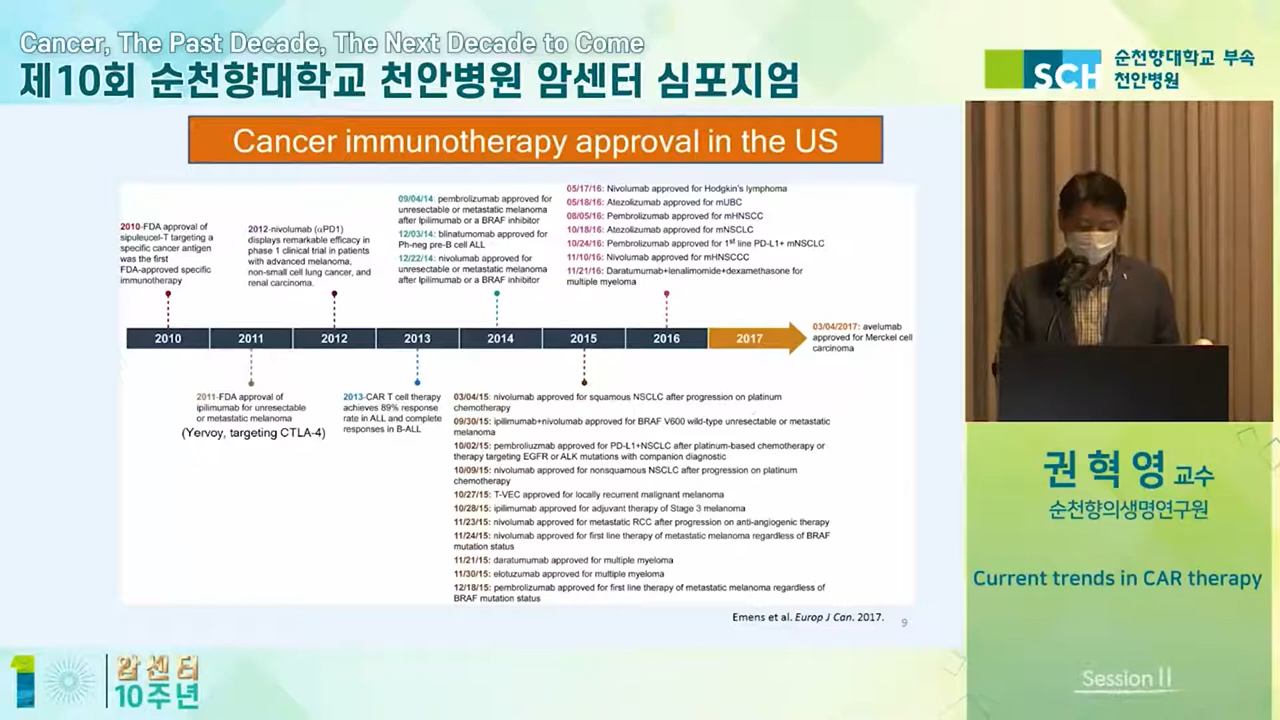 Cancer, The Past Decade, The Next Decade to Come
제10회 순천향대학교 천안병원 암센터 심포지엄
SCH
순천향대학교 부속
천안병원
Cancer immunotherapy approval in the US
2010-FDA approval of
sipuleucel-T targeting a
specific cancer antigen
was the first
FDA-approved specific
immunotherapy
2012-nivolumab (αPD1)
displays remarkable efficacy in
phase 1 clinical trial in patients
with advanced melanoma,
non-small cell lung cancer, and
renal carcinoma.
09/04/14: pembrolizumab approved for
unresectable or metastatic melanoma
after Ipilimumab or a BRAF inhibitor
12/03/14: blinatumomab approved for
Ph-neg pre-B cell ALL
12/22/14: nivolumab approved for
unresectable or metastatic melanoma
after Ipilimumab or a BRAF inhibitor
05/17/16: Nivolumab approved for Hodgkin's lymphoma
05/18/16: Atezolizumab approved for mUBC
08/05/16: Pembrolizumab approved for mHNSCC
10/18/16: Atezolizumab approved for mNSCLC
10/24/16: Pembrolizumab approved for 1st line PD-L1+ mNSCLC
11/10/16: Nivolumab approved for mHNSCCC
11/21/16: Daratumumab+lenalimomide+dexamethasone for
multiple myeloma
2010 2011 2012 2013 2014 2015 2016 2017
03/04/2017: avelumab
approved for Merckel cell
carcinoma
2011-FDA approval of
ipilimumab for unresectable
or metastatic melanoma
(Yervoy, targeting CTLA-4)
2013-CAR T cell therapy
achieves 89% response
rate in ALL and complete
responses in B-ALL
03/04/15: nivolumab approved for squamous NSCLC after progression on platinum
chemotherapy
09/30/15: ipilimumab+nivolumab approved for BRAF V600 wild-type unresectable or metastatic
melanoma
10/02/15: pembroliuzmab approved for PD-L1+NSCLC after platinum-based chemotherapy or
therapy targeting EGFR or ALK mutations with companion diagnostic
10/09/15: nivolumab approved for nonsquamous NSCLC after progression on platinum
chemotherapy
10/27/15: T-VEC approved for locally recurrent malignant melanoma
10/28/15: ipilimumab approved for adjuvant therapy of Stage 3 melanoma
11/23/15: nivolumab approved for metastatic RCC after progression on anti-angiogenic therapy
11/24/15: nivolumab approved for first line therapy of metastatic melanoma regardless of BRAF
mutation status
11/21/15: daratumumab approved for multiple myeloma
11/30/15: elotuzumab approved for multiple myeloma
12/18/15: pembrolizumab approved for first line therapy of metastatic melanoma regardless of
BRAF mutation status
Emens et al. Europ J Can. 2017.
9
권 혁 영 교수
순천향의생명연구원
Current trends in CAR therapy
Session II
1
암센터
10주년